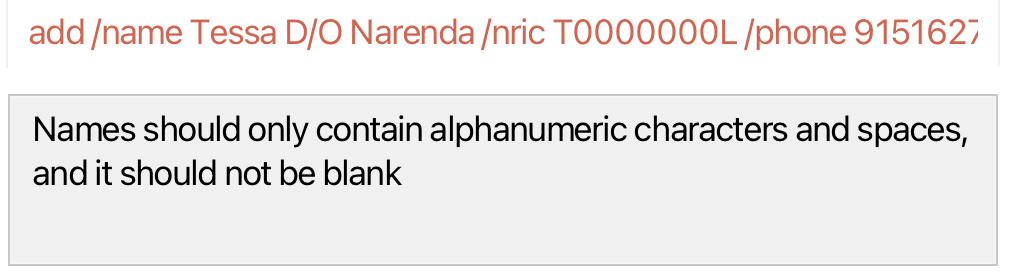 add /name Tessa D/O Narenda /nric T0000000L /phone 9151627
Names should only contain alphanumeric characters and spaces,
and it should not be blank